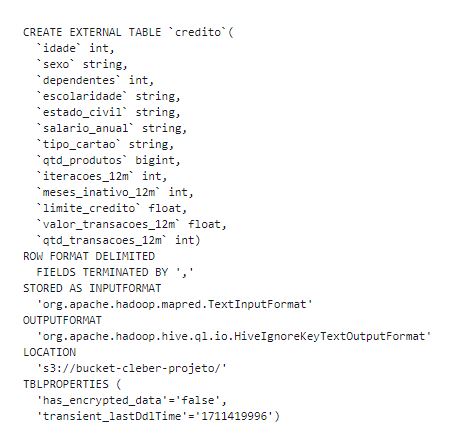 CREATE EXTERNAL TABLE `credito`(
  `idade` int,
  `sexo` string,
  `dependentes` int,
  `escolaridade` string,
  `estado_civil` string,
  `salario_anual` string,
  `tipo_cartao` string,
  `qtd_produtos` bigint,
  `iteracoes_12m` int,
  `meses_inativo_12m` int,
  `limite_credito` float,
  `valor_transacoes_12m` float,
  `qtd_transacoes_12m` int)
ROW FORMAT DELIMITED
  FIELDS TERMINATED BY ','
STORED AS INPUTFORMAT
  'org.apache.hadoop.mapred.TextInputFormat'
OUTPUTFORMAT
  'org.apache.hadoop.hive.ql.io.HiveIgnoreKeyTextOutputFormat'
LOCATION
  's3://bucket-cleber-projeto/'
TBLPROPERTIES (
  'has_encrypted_data'='false',
  'transient_lastDdlTime'='1711419996')